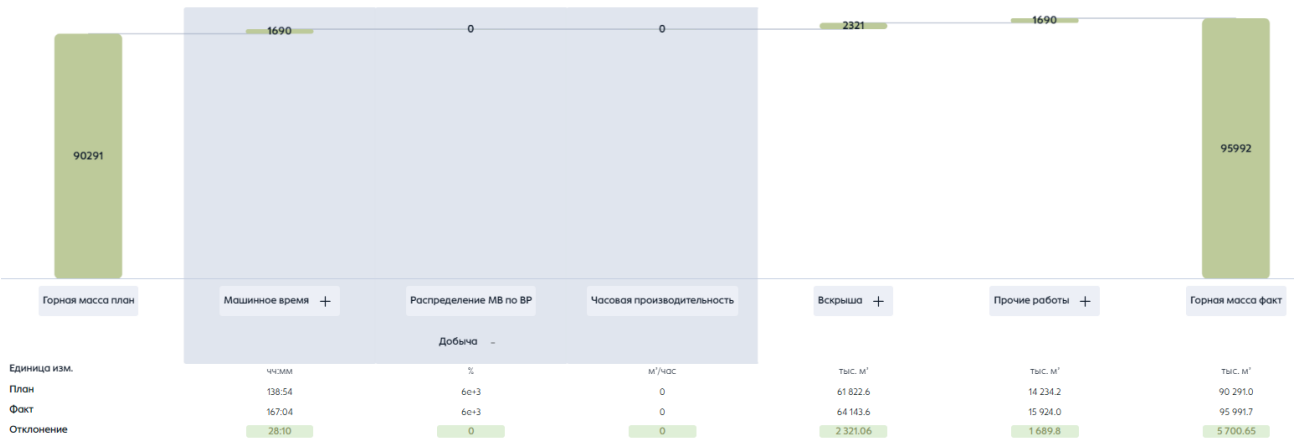 1690
0
0
2321
1690
90291
95992
Горная масса план
Машинное время +
Распределение МВ по ВР
Часовая производительность
Вскрыша +
Прочие работы +
Горная масса факт
Добыча -
Единица изм. чч:мм % м³/час тыс. м³ тыс. м³ тыс. м³
План 138:54 6e+3 0 61 822.6 14 234.2 90 291.0
Факт 167:04 6e+3 0 64 143.6 15 924.0 95 991.7
Отклонение 28:10 0 0 2 321.06 1 689.8 5 700.65